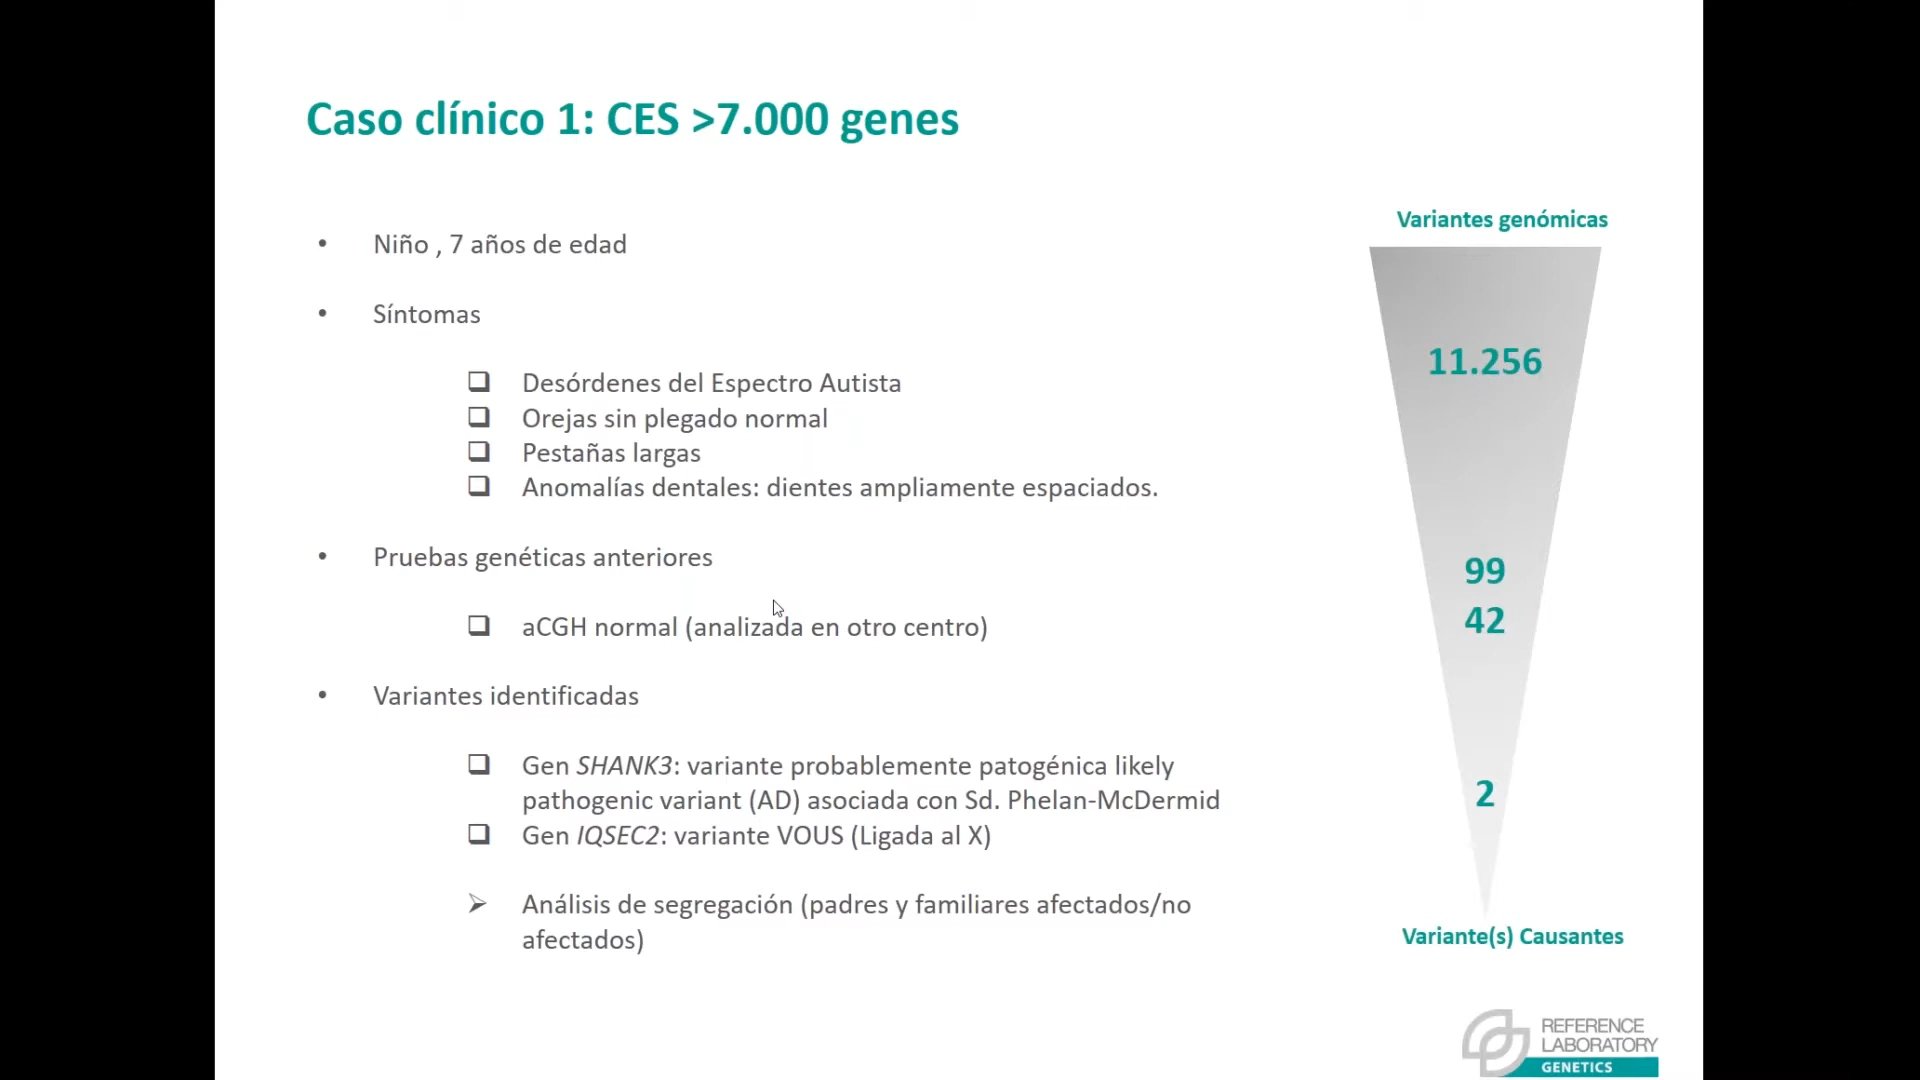 Caso clínico 1: CES >7.000 genes
• Niño , 7 años de edad
• Síntomas
❑ Desórdenes del Espectro Autista
❑ Orejas sin plegado normal
❑ Pestañas largas
❑ Anomalías dentales: dientes ampliamente espaciados.
• Pruebas genéticas anteriores
❑ aCGH normal (analizada en otro centro)
• Variantes identificadas
❑ Gen SHANK3: variante probablemente patogénica likely
pathogenic variant (AD) asociada con Sd. Phelan-McDermid
❑ Gen IQSEC2: variante VOUS (Ligada al X)
➢ Análisis de segregación (padres y familiares afectados/no
afectados)
Variantes genómicas
11.256
99
42
2
Variante(s) Causantes
REFERENCE
LABORATORY
GENETICS